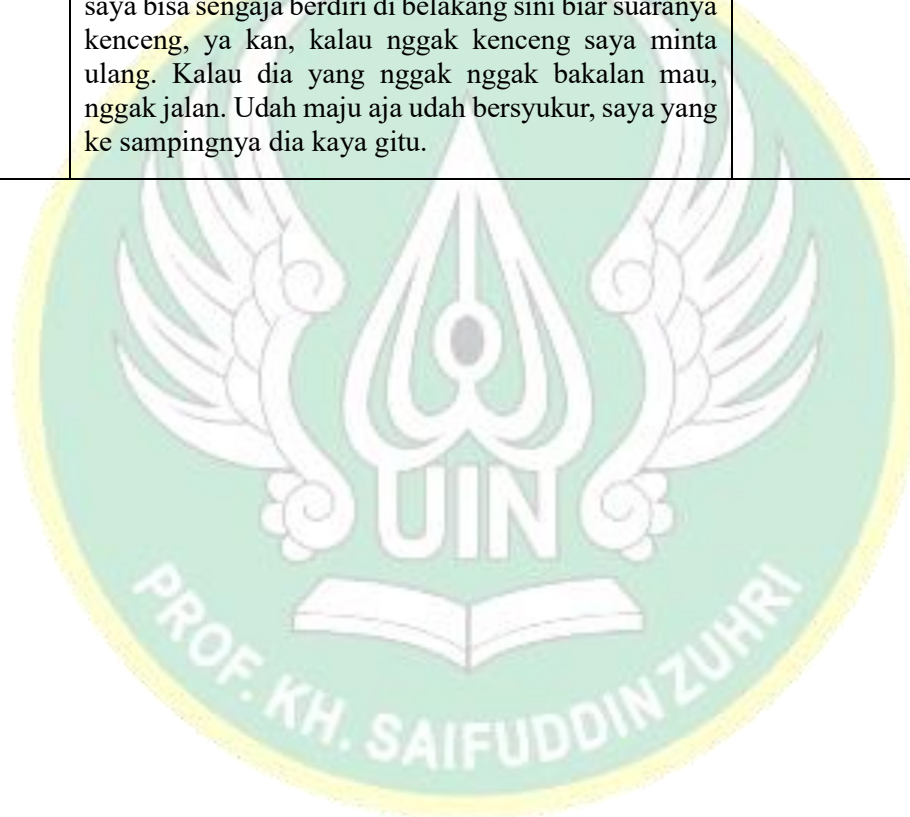 saya bisa sengaja berdiri di belakang sini biar suaranya
kenceng, ya kan, kalau nggak kenceng saya minta
ulang. Kalau dia yang nggak nggak bakalan mau,
nggak jalan. Udah maju aja udah bersyukur, saya yang
ke sampingnya dia kaya gitu.
UIN
PROF. KH. SAIFUDDIN ZUHRI